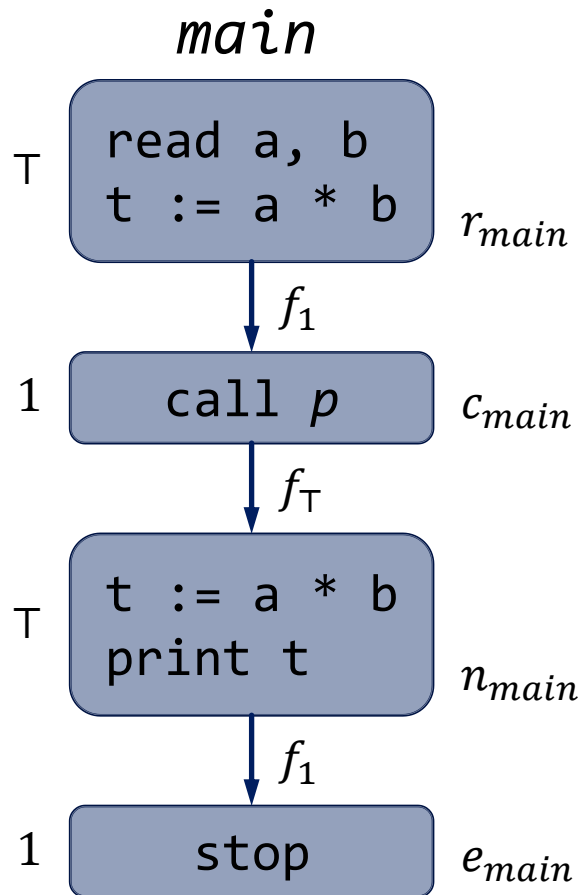 main
⊤
read a, b
t := a * b
r_main
f_1
1
call p
c_main
f_⊤
⊤
t := a * b
print t
n_main
f_1
1
stop
e_main